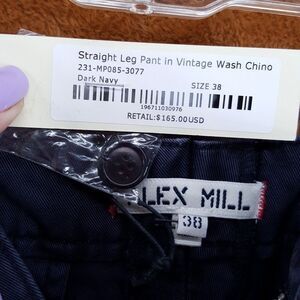 Straight Leg Pant in Vintage Wash Chino
231-MP085-3077
Dark Navy
SIZE 38
196711030976
RETAIL:$165.00USD
LEX MILL
38